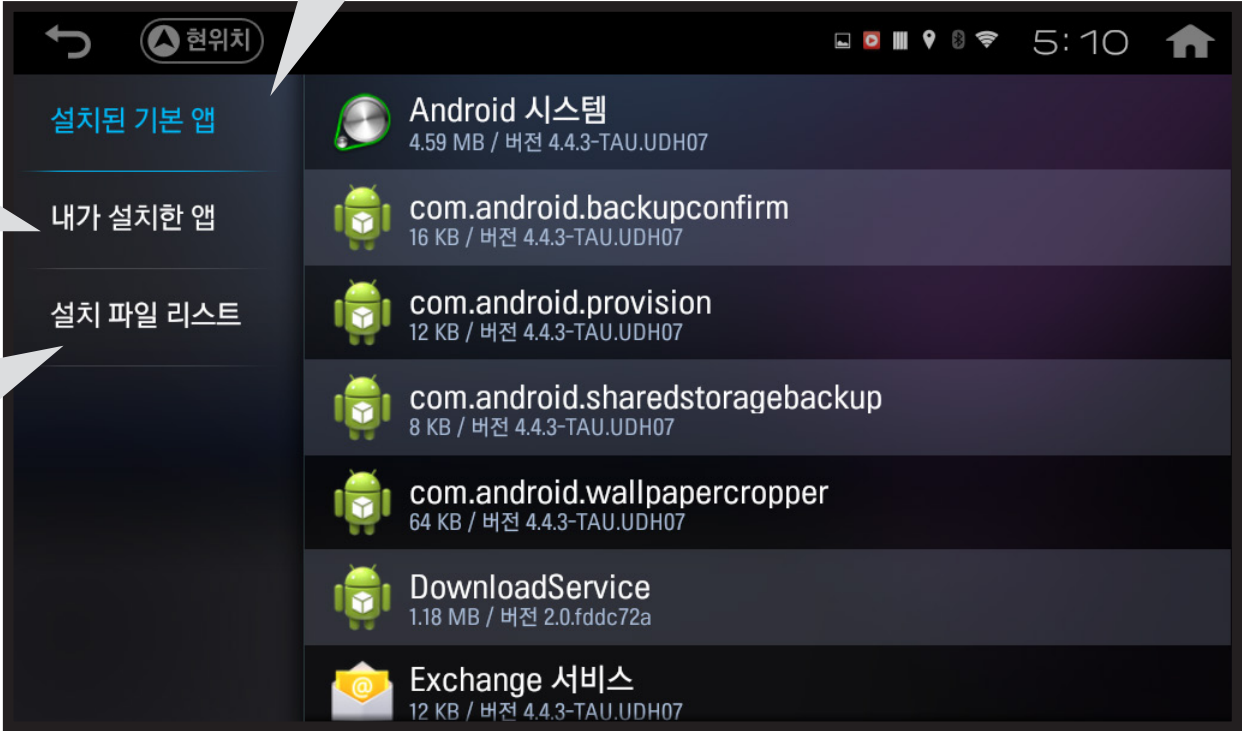 현위치
5:10
설치된 기본 앱
내가 설치한 앱
설치 파일 리스트
Android 시스템
4.59 MB / 버전 4.4.3-TAU.UDH07
com.android.backupconfirm
16 KB / 버전 4.4.3-TAU.UDH07
com.android.provision
12 KB / 버전 4.4.3-TAU.UDH07
com.android.sharedstoragebackup
8 KB / 버전 4.4.3-TAU.UDH07
com.android.wallpapercropper
64 KB / 버전 4.4.3-TAU.UDH07
DownloadService
1.18 MB / 버전 2.0.fddc72a
Exchange 서비스
12 KB / 버전 4.4.3-TAU.UDH07